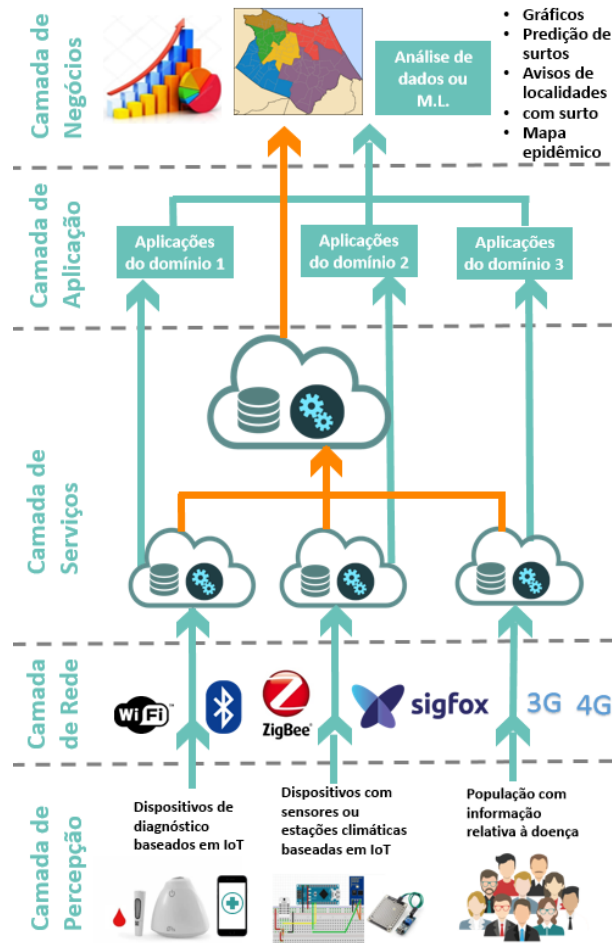 Camada de
Negócios
Análise de
dados ou
M.L.
• Gráficos
• Predição de
surtos
• Avisos de
localidades
• com surto
• Mapa
epidêmico
Camada de
Aplicação
Aplicações
do domínio 1
Aplicações
do domínio 2
Aplicações
do domínio 3
Camada de
Serviços
Camada
de Rede
WiFi™
ZigBee®
sigfox
3G 4G
Camada de
Percepção
Dispositivos de
diagnóstico
baseados em IoT
Dispositivos com
sensores ou
estações climáticas
baseadas em IoT
População com
informação
relativa à doença